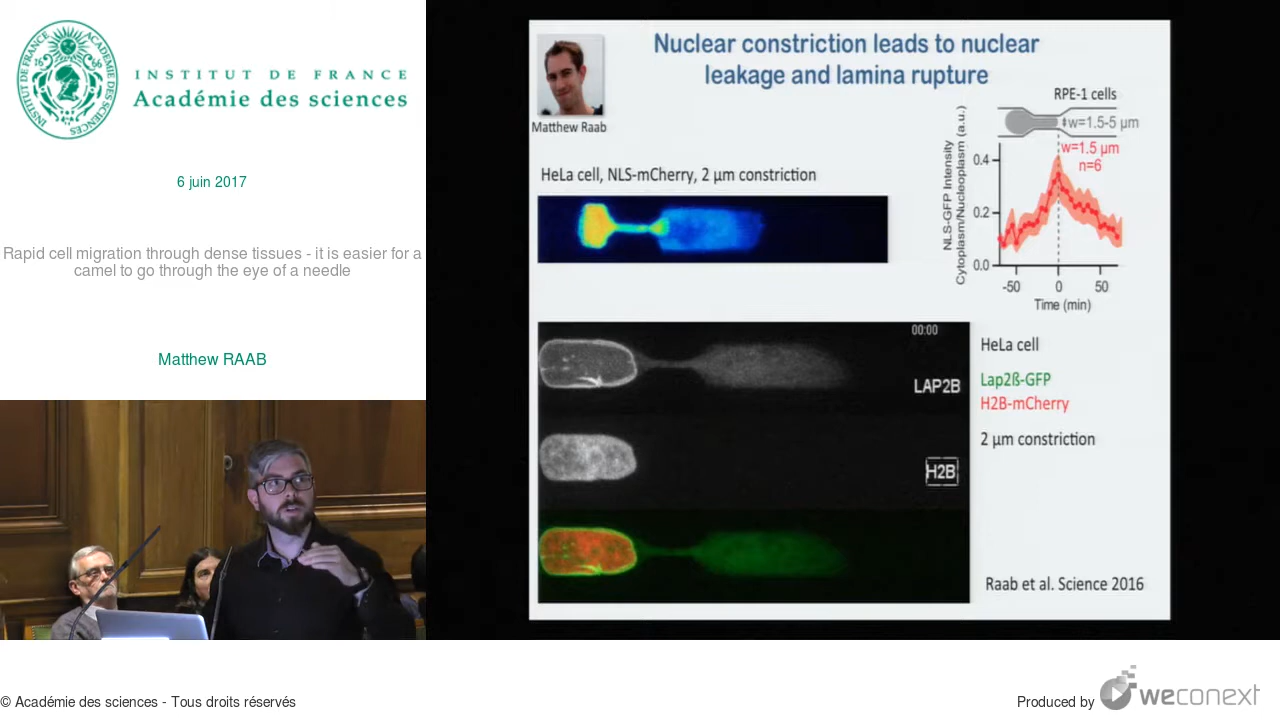 INSTITUT DE FRANCE
Académie des sciences
6 juin 2017
Rapid cell migration through dense tissues - it is easier for a
camel to go through the eye of a needle
Matthew RAAB
Nuclear constriction leads to nuclear
leakage and lamina rupture
Matthew Raab
HeLa cell, NLS-mCherry, 2 µm constriction
RPE-1 cells
w=1.5-5 µm
w=1.5 µm
n=6
NLS-GFP Intensity
Cytoplasm/Nucleoplasm (a.u.)
0.4
0.2
0.0
-50 0 50
Time (min)
00:00
LAP2B
H2B
HeLa cell
Lap2ß-GFP
H2B-mCherry
2 µm constriction
Raab et al. Science 2016
© Académie des sciences - Tous droits réservés
Produced by weconext